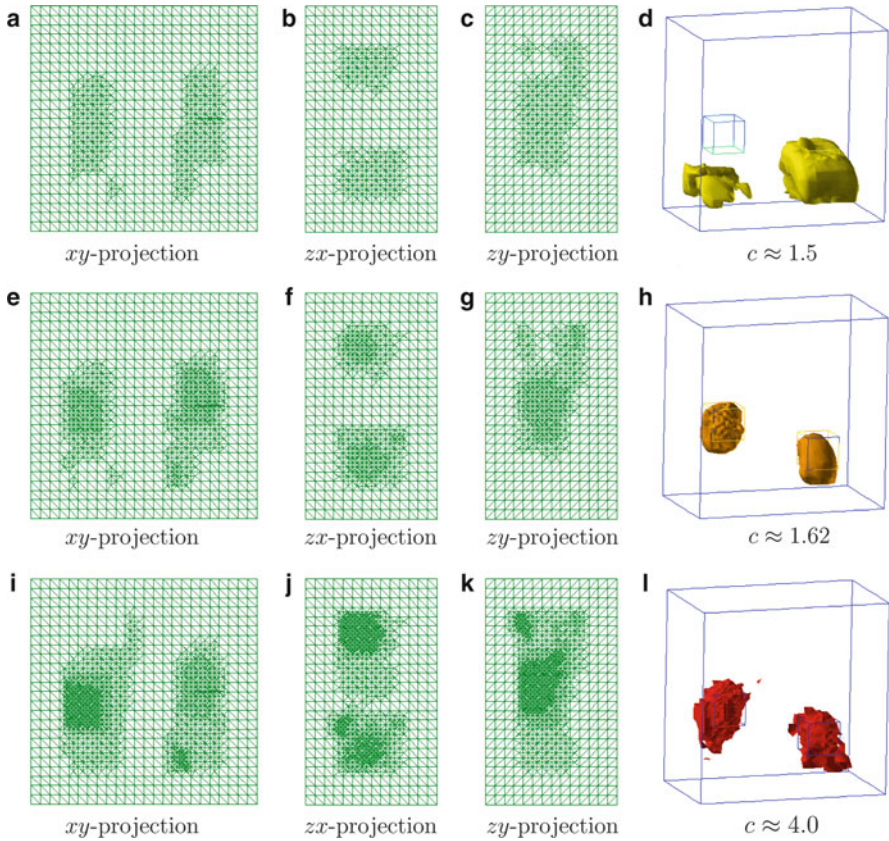 a b c d
xy-projection zx-projection zy-projection c ≈ 1.5
e f g h
xy-projection zx-projection zy-projection c ≈ 1.62
i j k l
xy-projection zx-projection zy-projection c ≈ 4.0